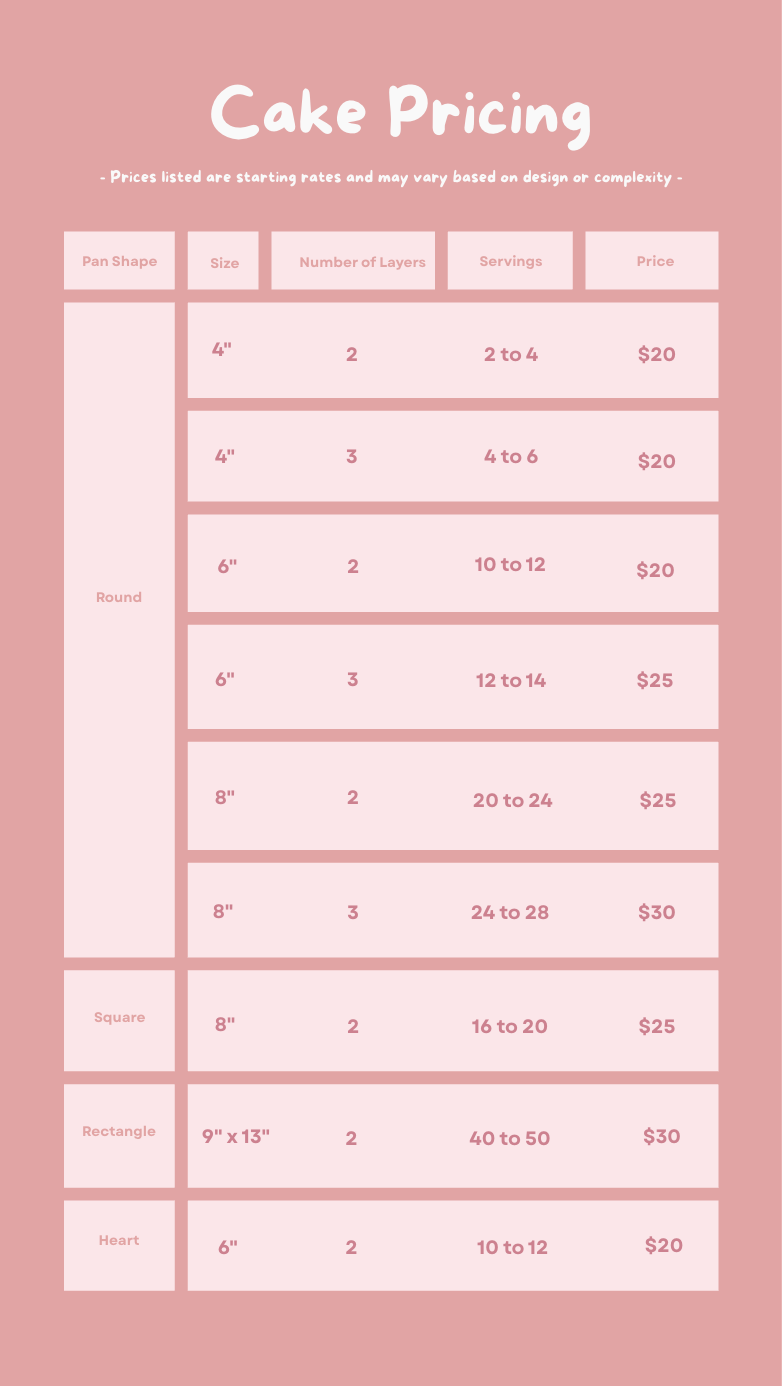 Cake Pricing
- Prices listed are starting rates and may vary based on design or complexity -
Pan Shape Size Number of Layers Servings Price
Round
4" 2 2 to 4 $20
4" 3 4 to 6 $20
6" 2 10 to 12 $20
6" 3 12 to 14 $25
8" 2 20 to 24 $25
8" 3 24 to 28 $30
Square 8" 2 16 to 20 $25
Rectangle 9" x 13" 2 40 to 50 $30
Heart 6" 2 10 to 12 $20